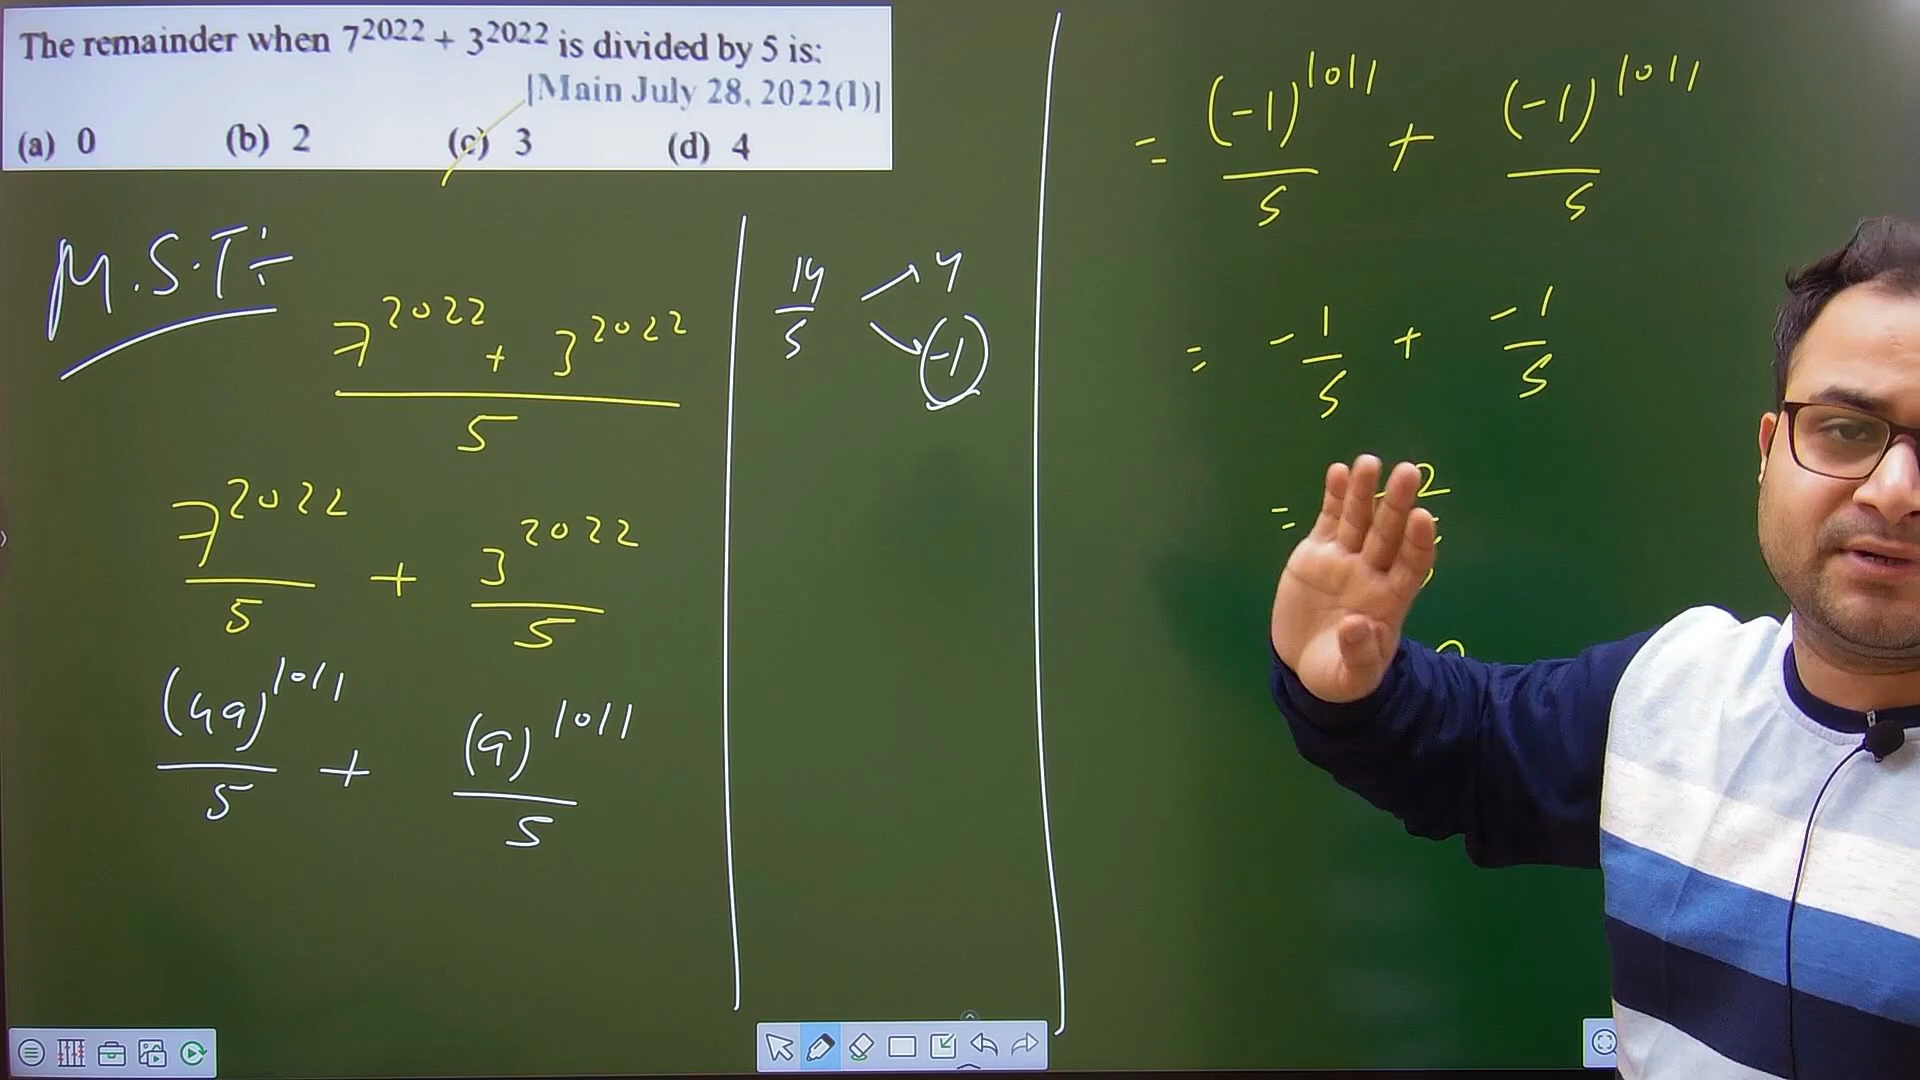 The remainder when 7^2022 + 3^2022 is divided by 5 is:
[Main July 28, 2022(1)]
(a) 0 (b) 2 (c) 3 (d) 4
M.S.T:-
7^2022 + 3^2022
5
7^2022 + 3^2022
5 5
(49)^1011 + (9)^1011
5 5
14
5
4
-1
= (-1)^1011 + (-1)^1011
5 5
= -1 + -1
5 5
= 2